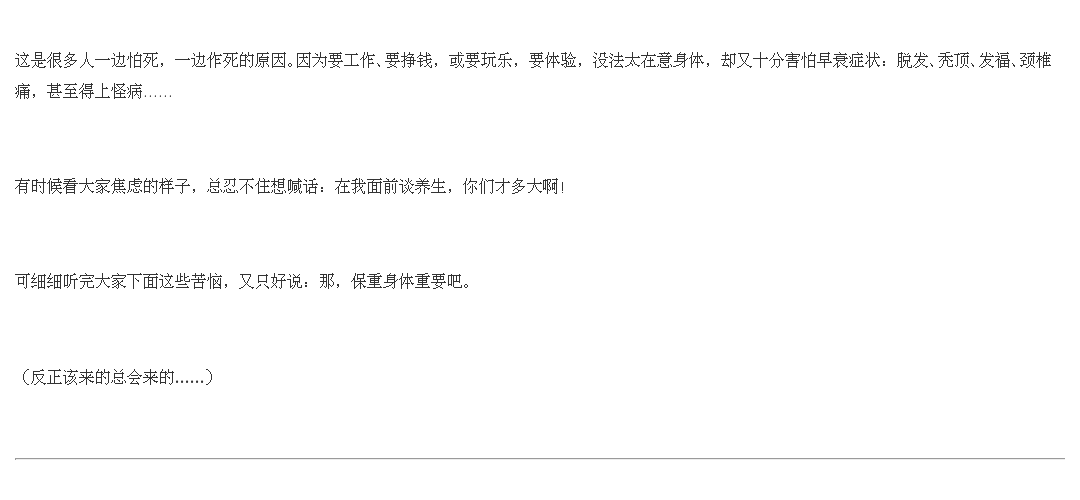 这是很多人一边怕死，一边作死的原因。因为要工作、要挣钱，或要玩乐，要体验，没法太在意身体，却又十分害怕早衰症状：脱发、秃顶、发福、颈椎
痛，甚至得上怪病……
有时候看大家焦虑的样子，总忍不住想喊话：在我面前谈养生，你们才多大啊！
可细细听完大家下面这些苦恼，又只好说：那，保重身体重要吧。
（反正该来的总会来的……）